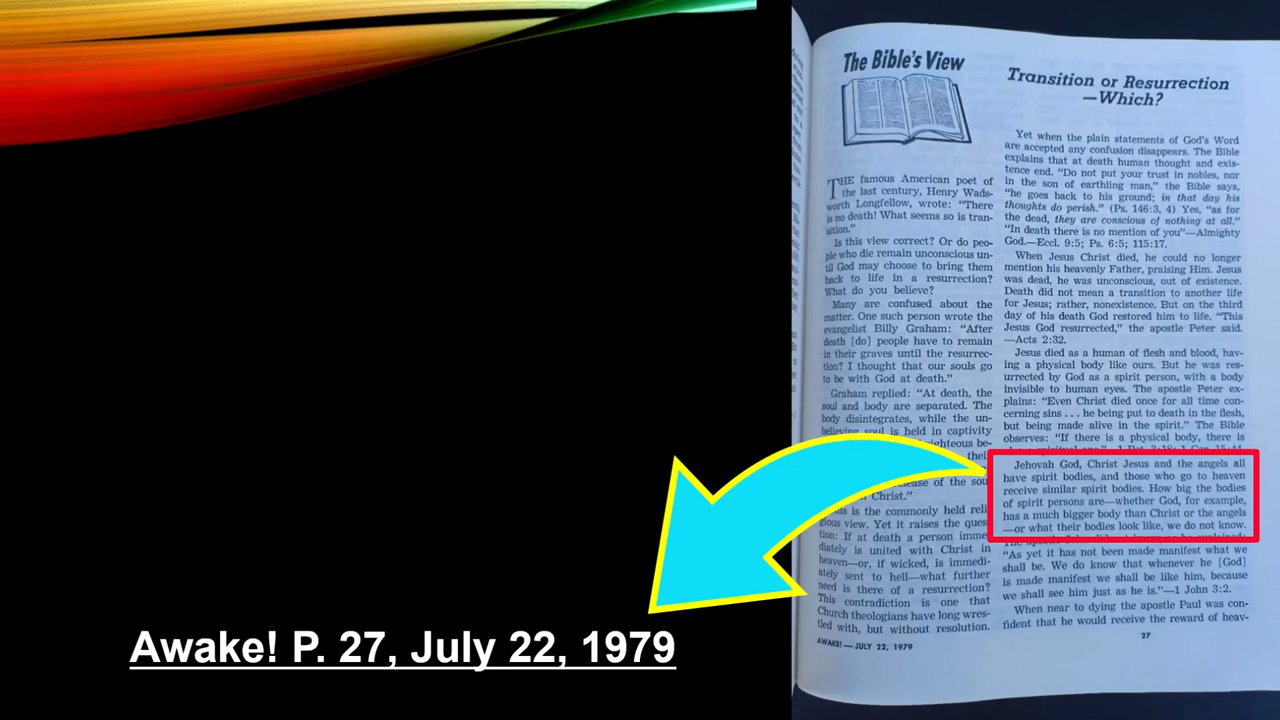 The Bible's View
THE famous American poet of
the last century, Henry Wads-
worth Longfellow, wrote: “There
is no death! What seems so is tran-
sition.”
Is this view correct? Or do peo-
ple who die remain unconscious un-
til God may choose to bring them
back to life in a resurrection?
What do you believe?
Many are confused about the
matter. One such person wrote the
evangelist Billy Graham: “After
death [do] people have to remain
in their graves until the resurrec-
tion? I thought that our souls go
to be with God at death.”
Graham replied: “At death, the
soul and body are separated. The
body disintegrates, while the un-
believing soul is held in captivity
righteous be-
their
release of the soul
Christ.”
This is the commonly held reli-
gious view. Yet it raises the ques-
tion: If at death a person imme-
diately is united with Christ in
heaven—or, if wicked, is immedi-
ately sent to hell—what further
need is there of a resurrection?
This contradiction is one that
Church theologians have long wres-
tled with, but without resolution.
AWAKE!—JULY 22, 1979
Transition or Resurrection
—Which?
Yet when the plain statements of God's Word
are accepted any confusion disappears. The Bible
explains that at death human thought and exis-
tence end. “Do not put your trust in nobles, nor
in the son of earthling man,” the Bible says,
“he goes back to his ground; in that day his
thoughts do perish.” (Ps. 146:3, 4) Yes, “as for
the dead, they are conscious of nothing at all.”
“In death there is no mention of you”—Almighty
God.—Eccl. 9:5; Ps. 6:5; 115:17.
When Jesus Christ died, he could no longer
mention his heavenly Father, praising Him. Jesus
was dead, he was unconscious, out of existence.
Death did not mean a transition to another life
for Jesus; rather, nonexistence. But on the third
day of his death God restored him to life. “This
Jesus God resurrected,” the apostle Peter said.
—Acts 2:32.
Jesus died as a human of flesh and blood, hav-
ing a physical body like ours. But he was res-
urrected by God as a spirit person, with a body
invisible to human eyes. The apostle Peter ex-
plains: “Even Christ died once for all time con-
cerning sins . . . he being put to death in the flesh,
but being made alive in the spirit.” The Bible
observes: “If there is a physical body, there is
Jehovah God, Christ Jesus and the angels all
have spirit bodies, and those who go to heaven
receive similar spirit bodies. How big the bodies
of spirit persons are—whether God, for example,
has a much bigger body than Christ or the angels
—or what their bodies look like, we do not know.
“As yet it has not been made manifest what we
shall be. We do know that whenever he [God]
is made manifest we shall be like him, because
we shall see him just as he is.”—1 John 3:2.
When near to dying the apostle Paul was con-
fident that he would receive the reward of heav-
27
Awake! P. 27, July 22, 1979